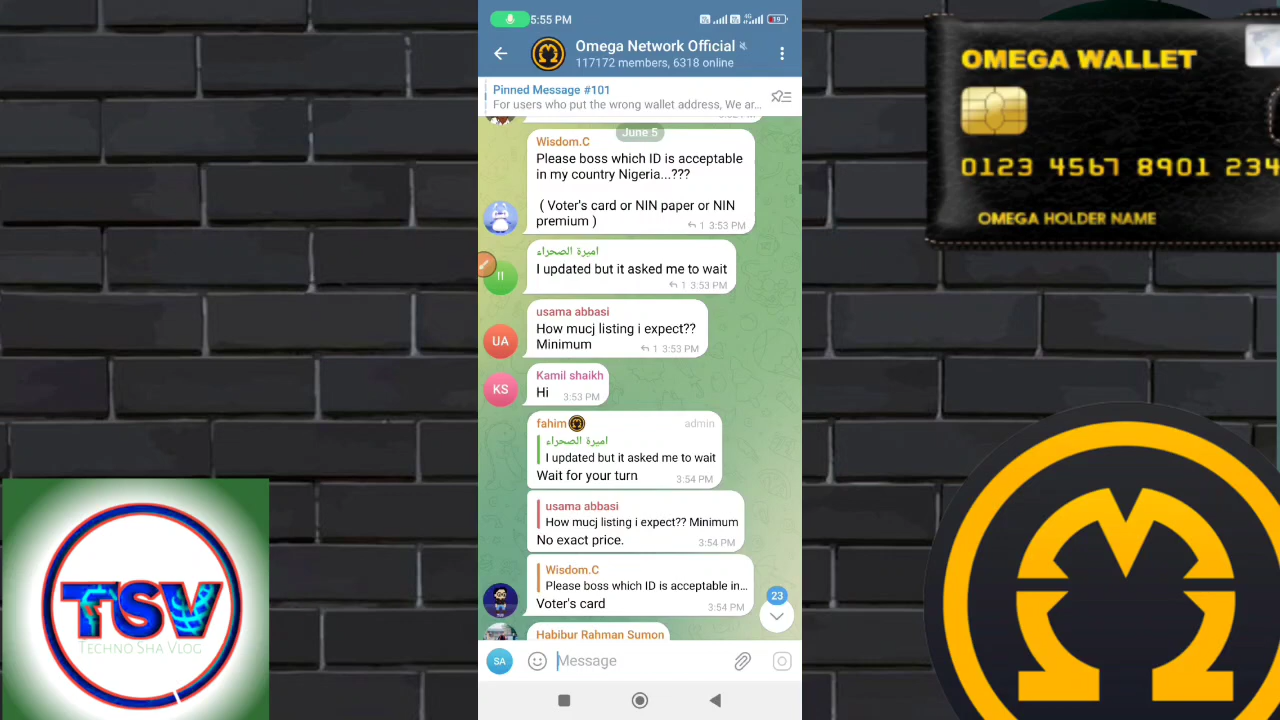 5:55 PM
4G
19
Omega Network Official
117172 members, 6318 online
Pinned Message #101
For users who put the wrong wallet address, We ar...
June 5
Wisdom.C
Please boss which ID is acceptable
in my country Nigeria...???
( Voter's card or NIN paper or NIN
premium )
1 3:53 PM
اميرة الصحراء
I updated but it asked me to wait
1 3:53 PM
usama abbasi
How mucj listing i expect??
Minimum
1 3:53 PM
UA
Kamil shaikh
Hi
3:53 PM
KS
fahim
admin
اميرة الصحراء
I updated but it asked me to wait
Wait for your turn
3:54 PM
usama abbasi
How mucj listing i expect?? Minimum
No exact price.
3:54 PM
Wisdom.C
Please boss which ID is acceptable in...
Voter's card
3:54 PM
23
Habibur Rahman Sumon
SA
Message
OMEGA WALLET
0123 4567 8901 234
OMEGA HOLDER NAME
TSV
TECHNO SHA VLOG